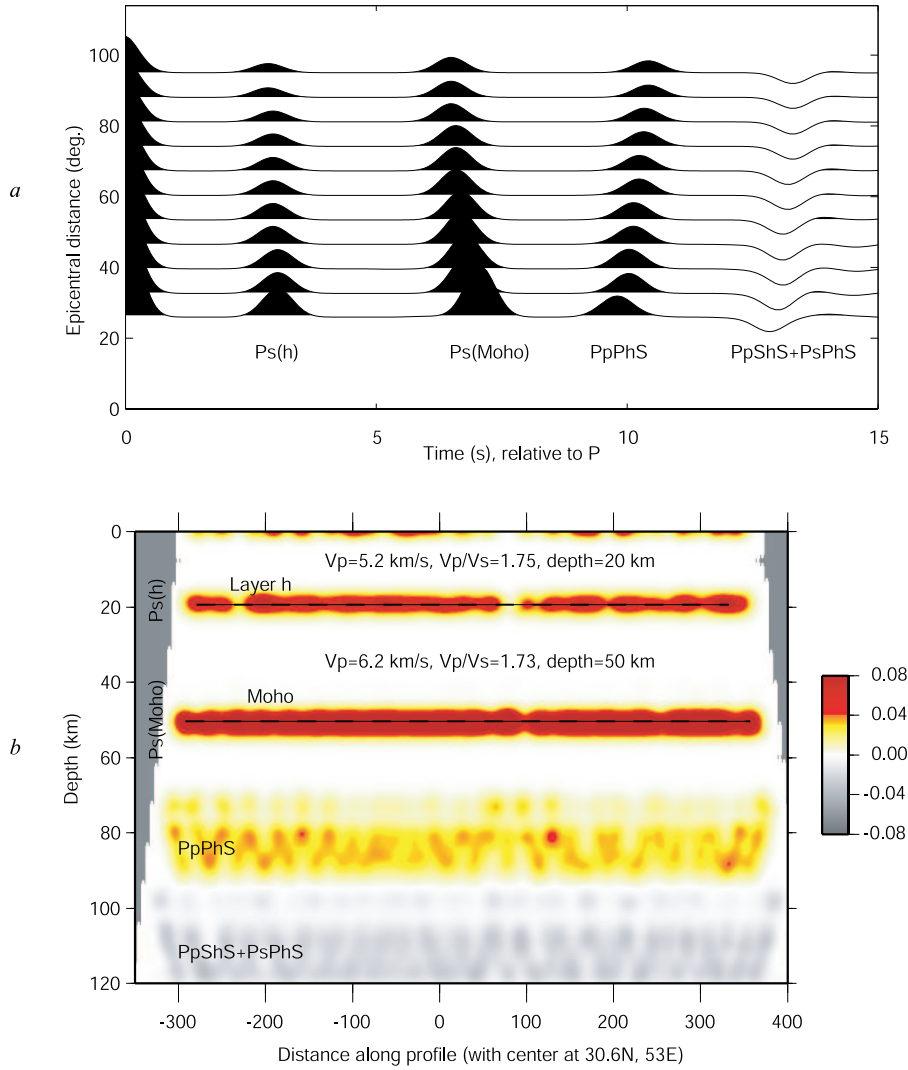 a
Epicentral distance (deg.)
100
80
60
40
20
0
Ps(h)
Ps(Moho)
PpPhS
PpShS+PsPhS
0
5
10
15
Time (s), relative to P
b
Depth (km)
Ps(h)
Ps(Moho)
0
20
40
60
80
100
120
Vp=5.2 km/s, Vp/Vs=1.75, depth=20 km
Layer h
Vp=6.2 km/s, Vp/Vs=1.73, depth=50 km
Moho
PpPhS
PpShS+PsPhS
0.08
0.04
0.00
-0.04
-0.08
-300
-200
-100
0
100
200
300
400
Distance along profile (with center at 30.6N, 53E)